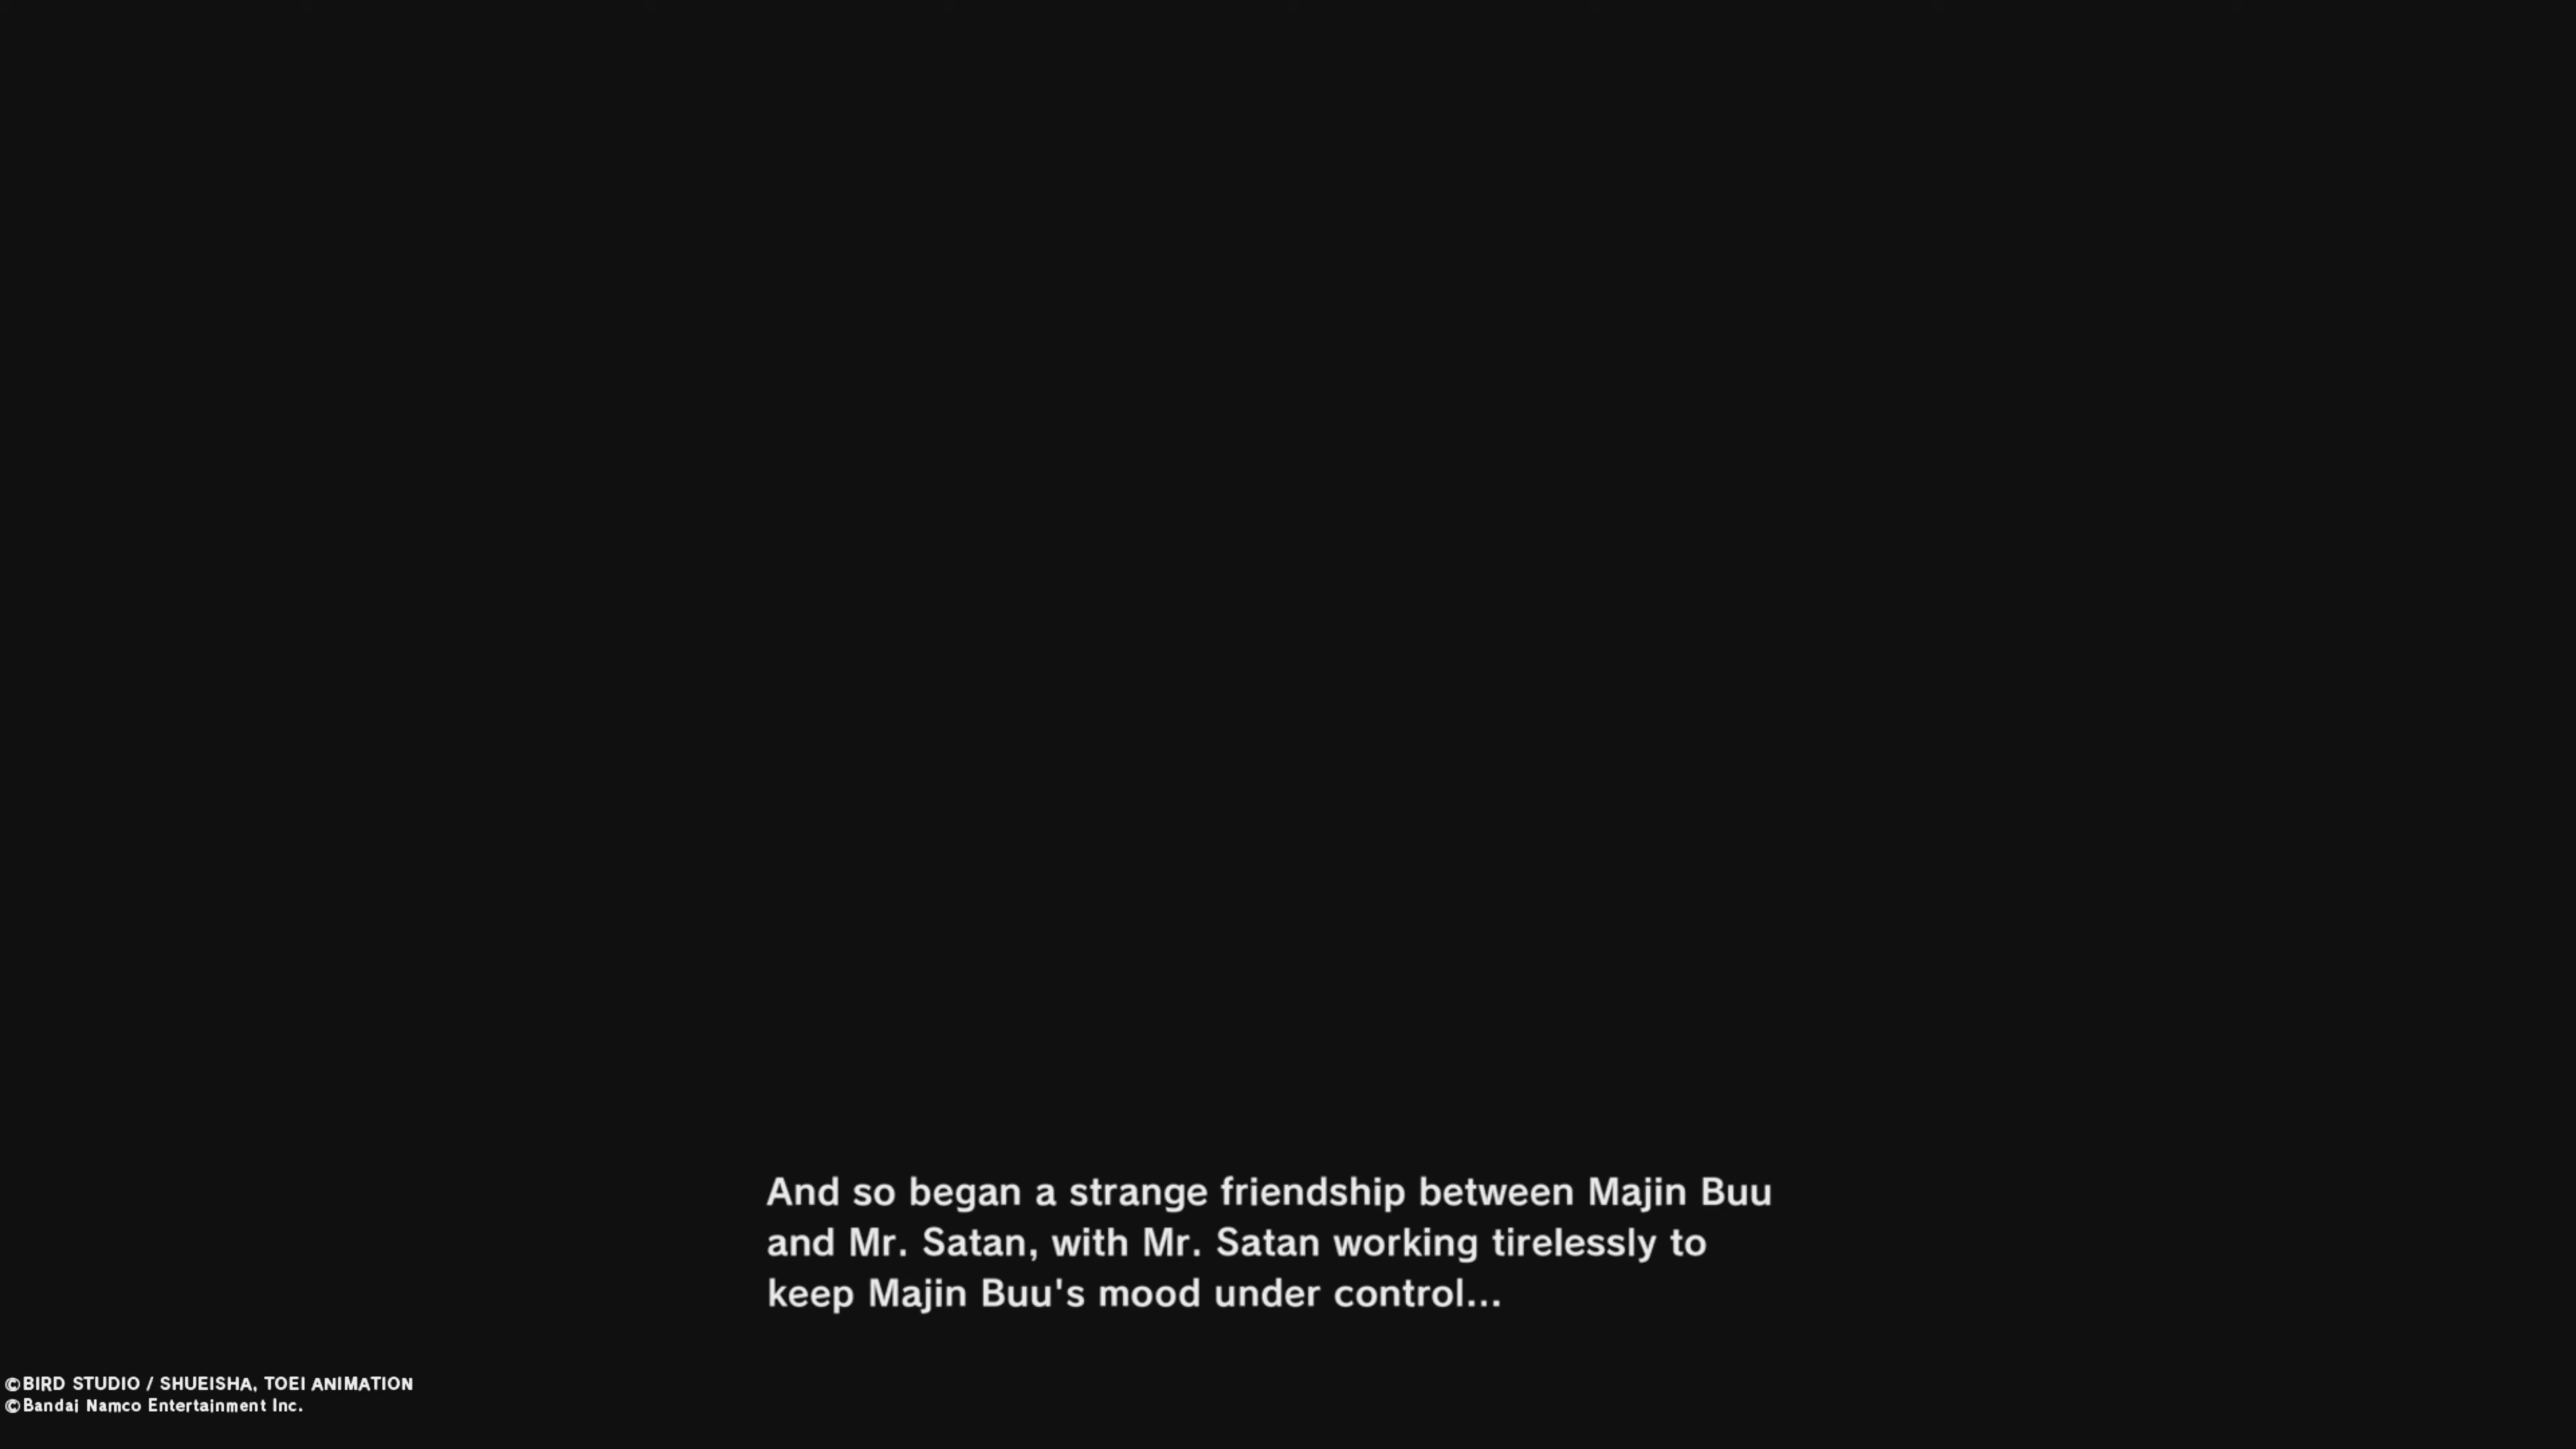 And so began a strange friendship between Majin Buu
and Mr. Satan, with Mr. Satan working tirelessly to
keep Majin Buu's mood under control...
©BIRD STUDIO / SHUEISHA, TOEI ANIMATION
©Bandai Namco Entertainment Inc.